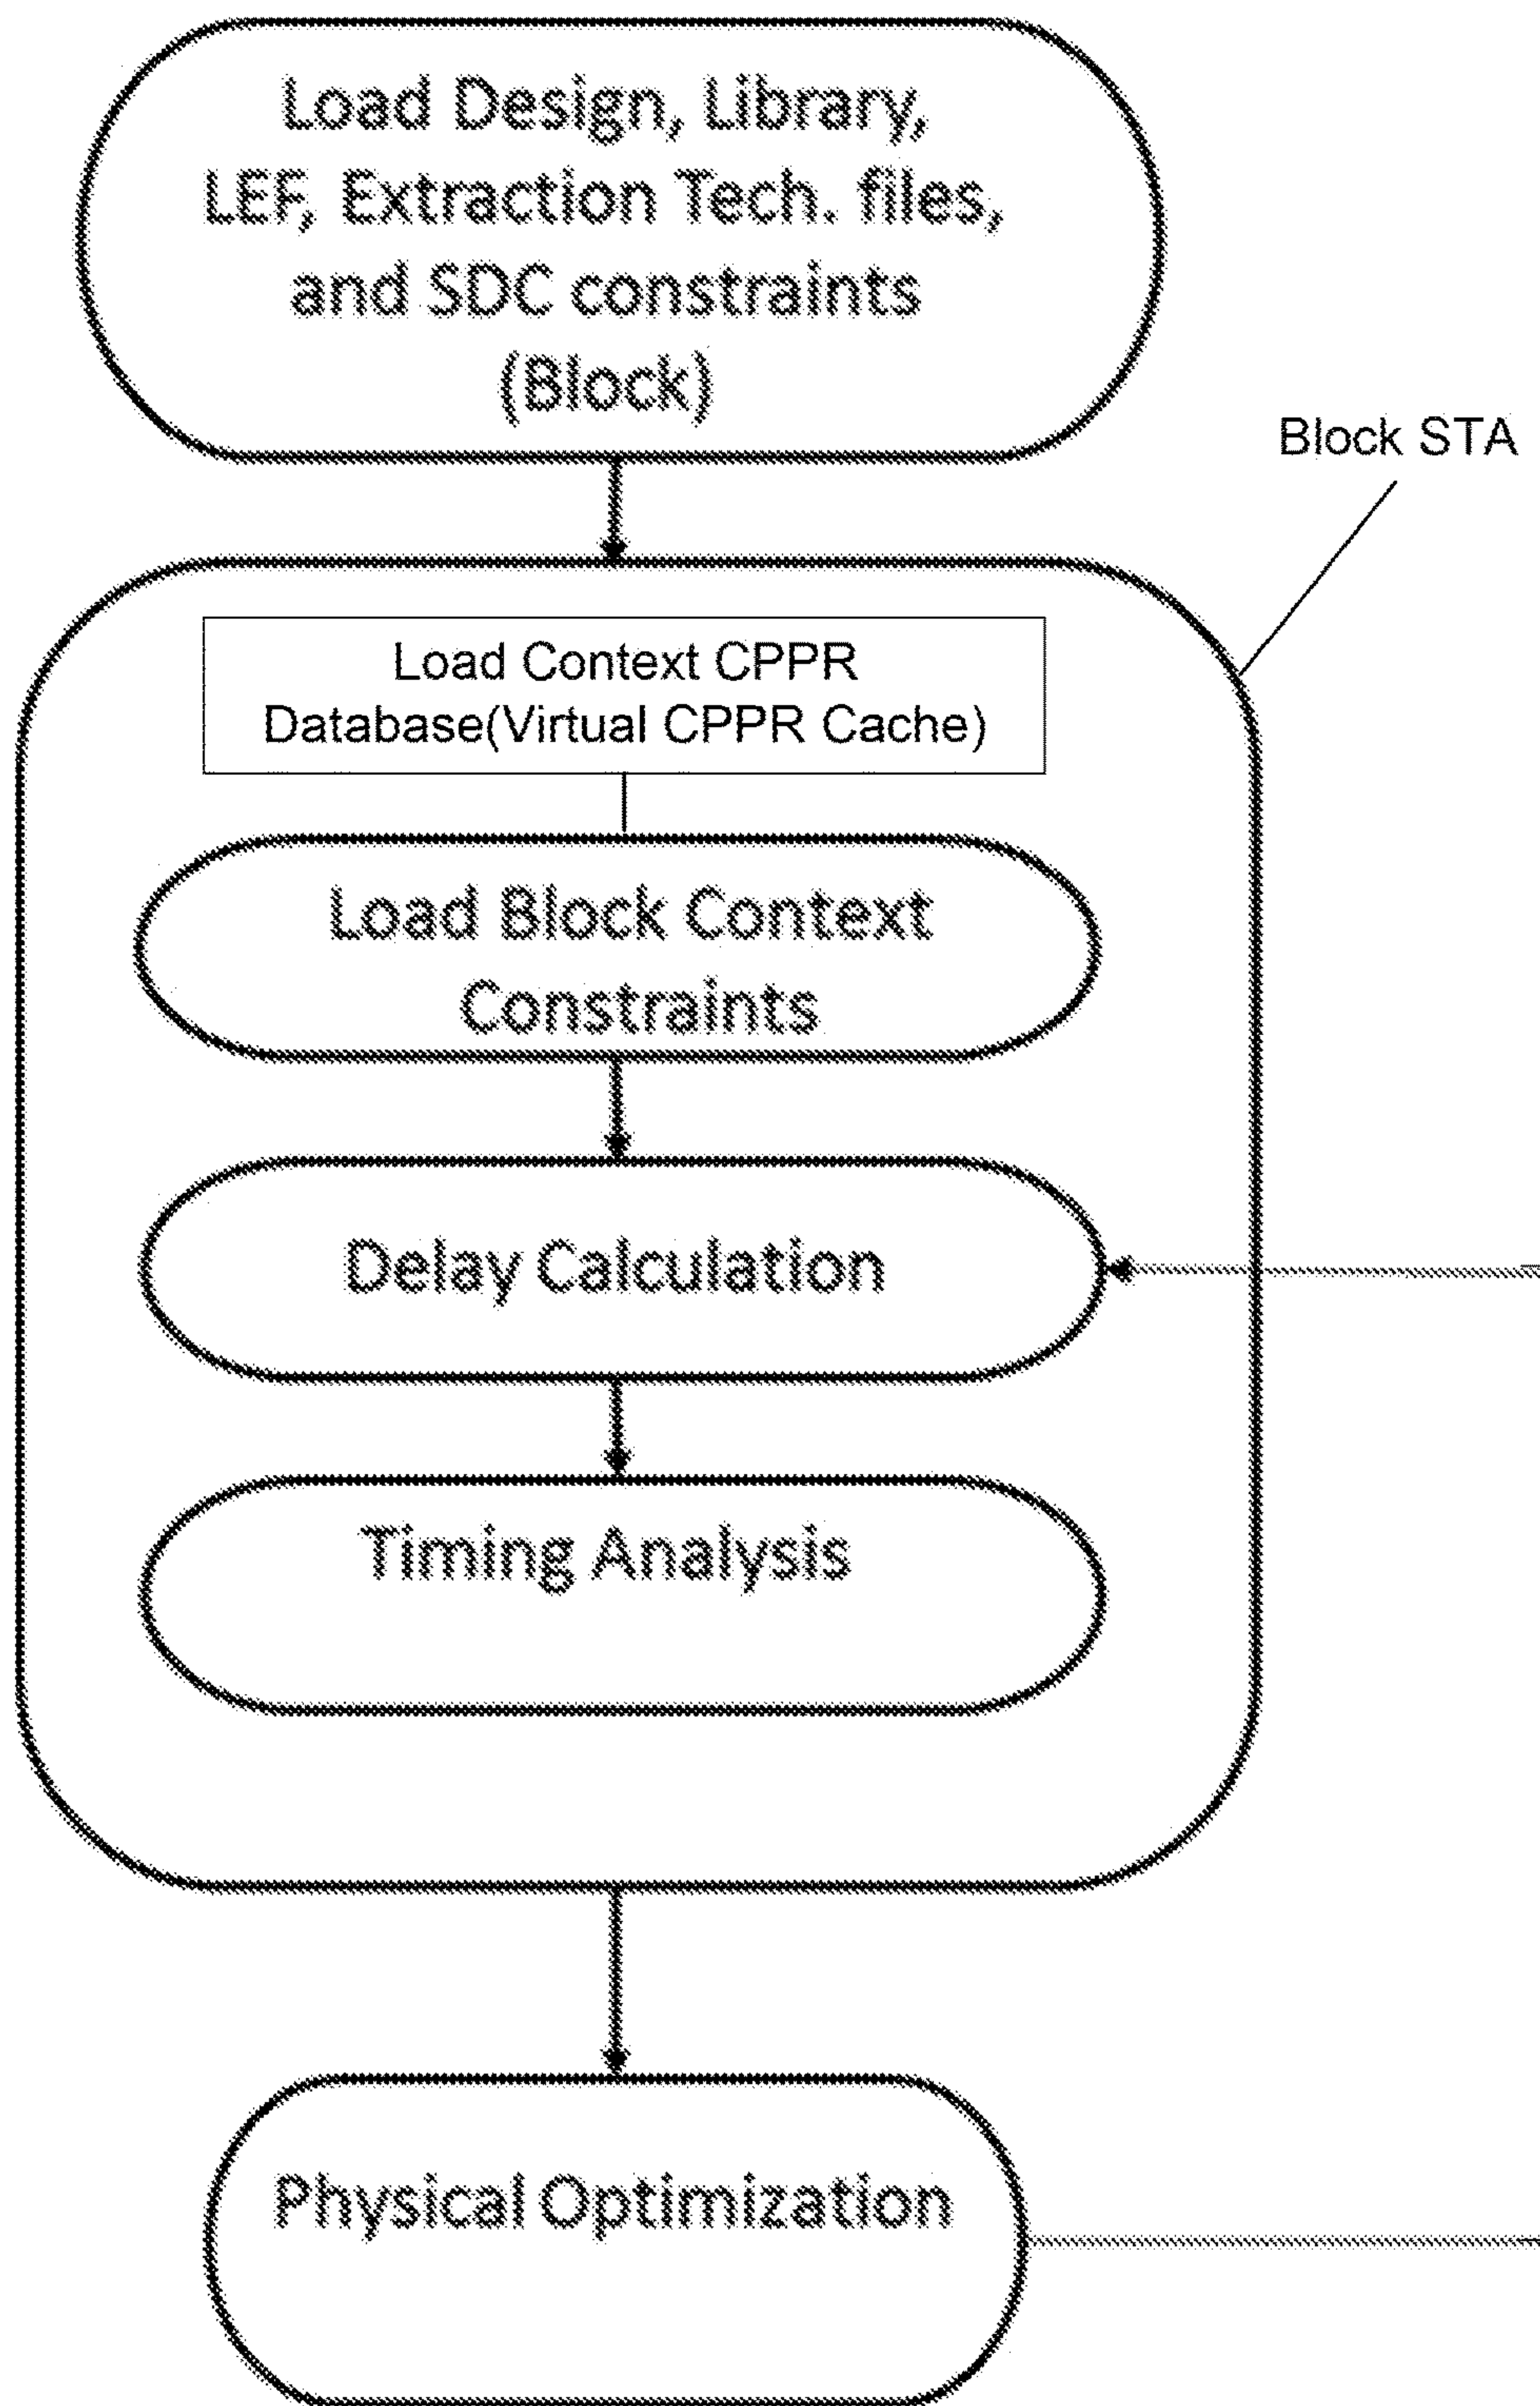 Load Design, Library,
LEF, Extraction Tech. files,
and SDC constraints
(Block)
Block STA
Load Context CPPR
Database(Virtual CPPR Cache)
Load Block Context
Constraints
Delay Calculation
Timing Analysis
Physical Optimization